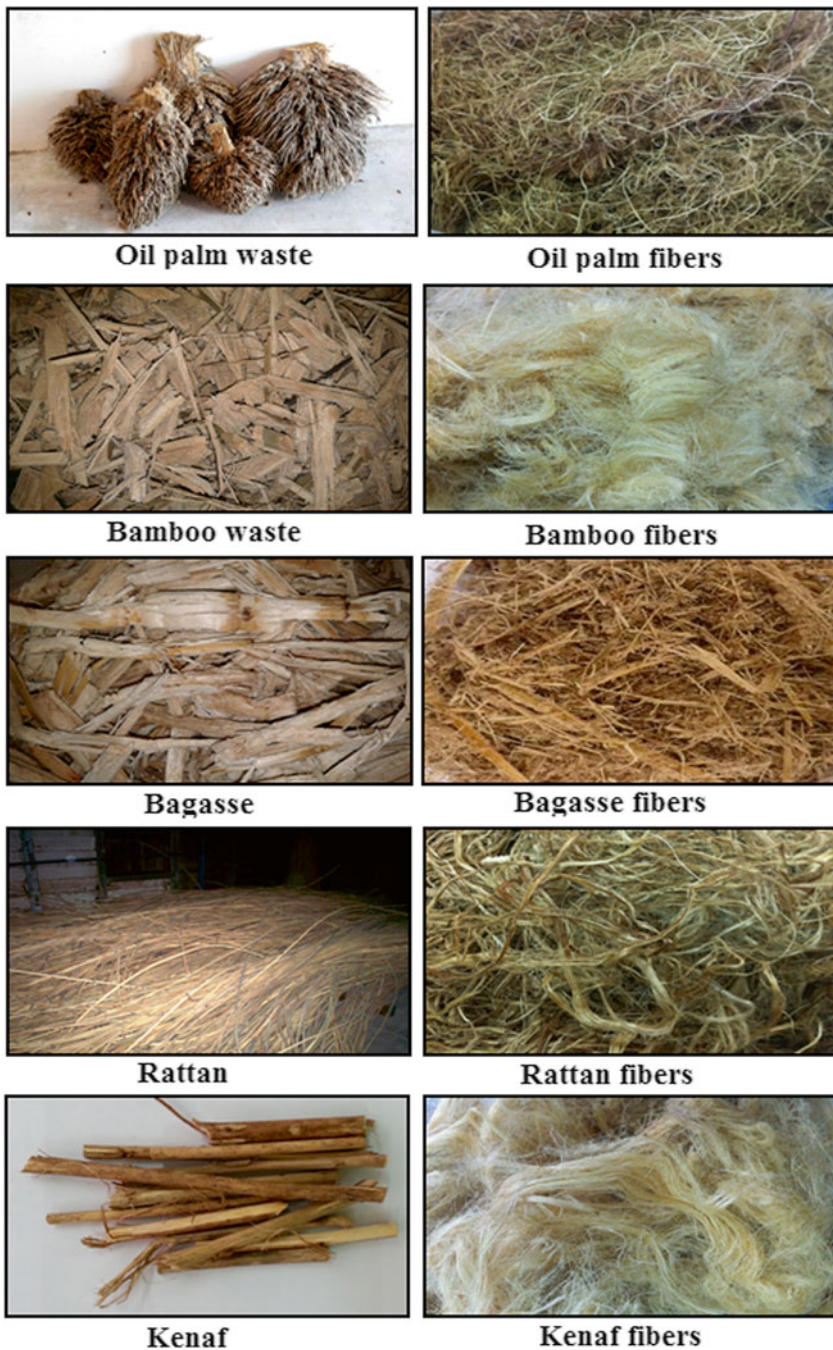 Oil palm waste
Oil palm fibers
Bamboo waste
Bamboo fibers
Bagasse
Bagasse fibers
Rattan
Rattan fibers
Kenaf
Kenaf fibers